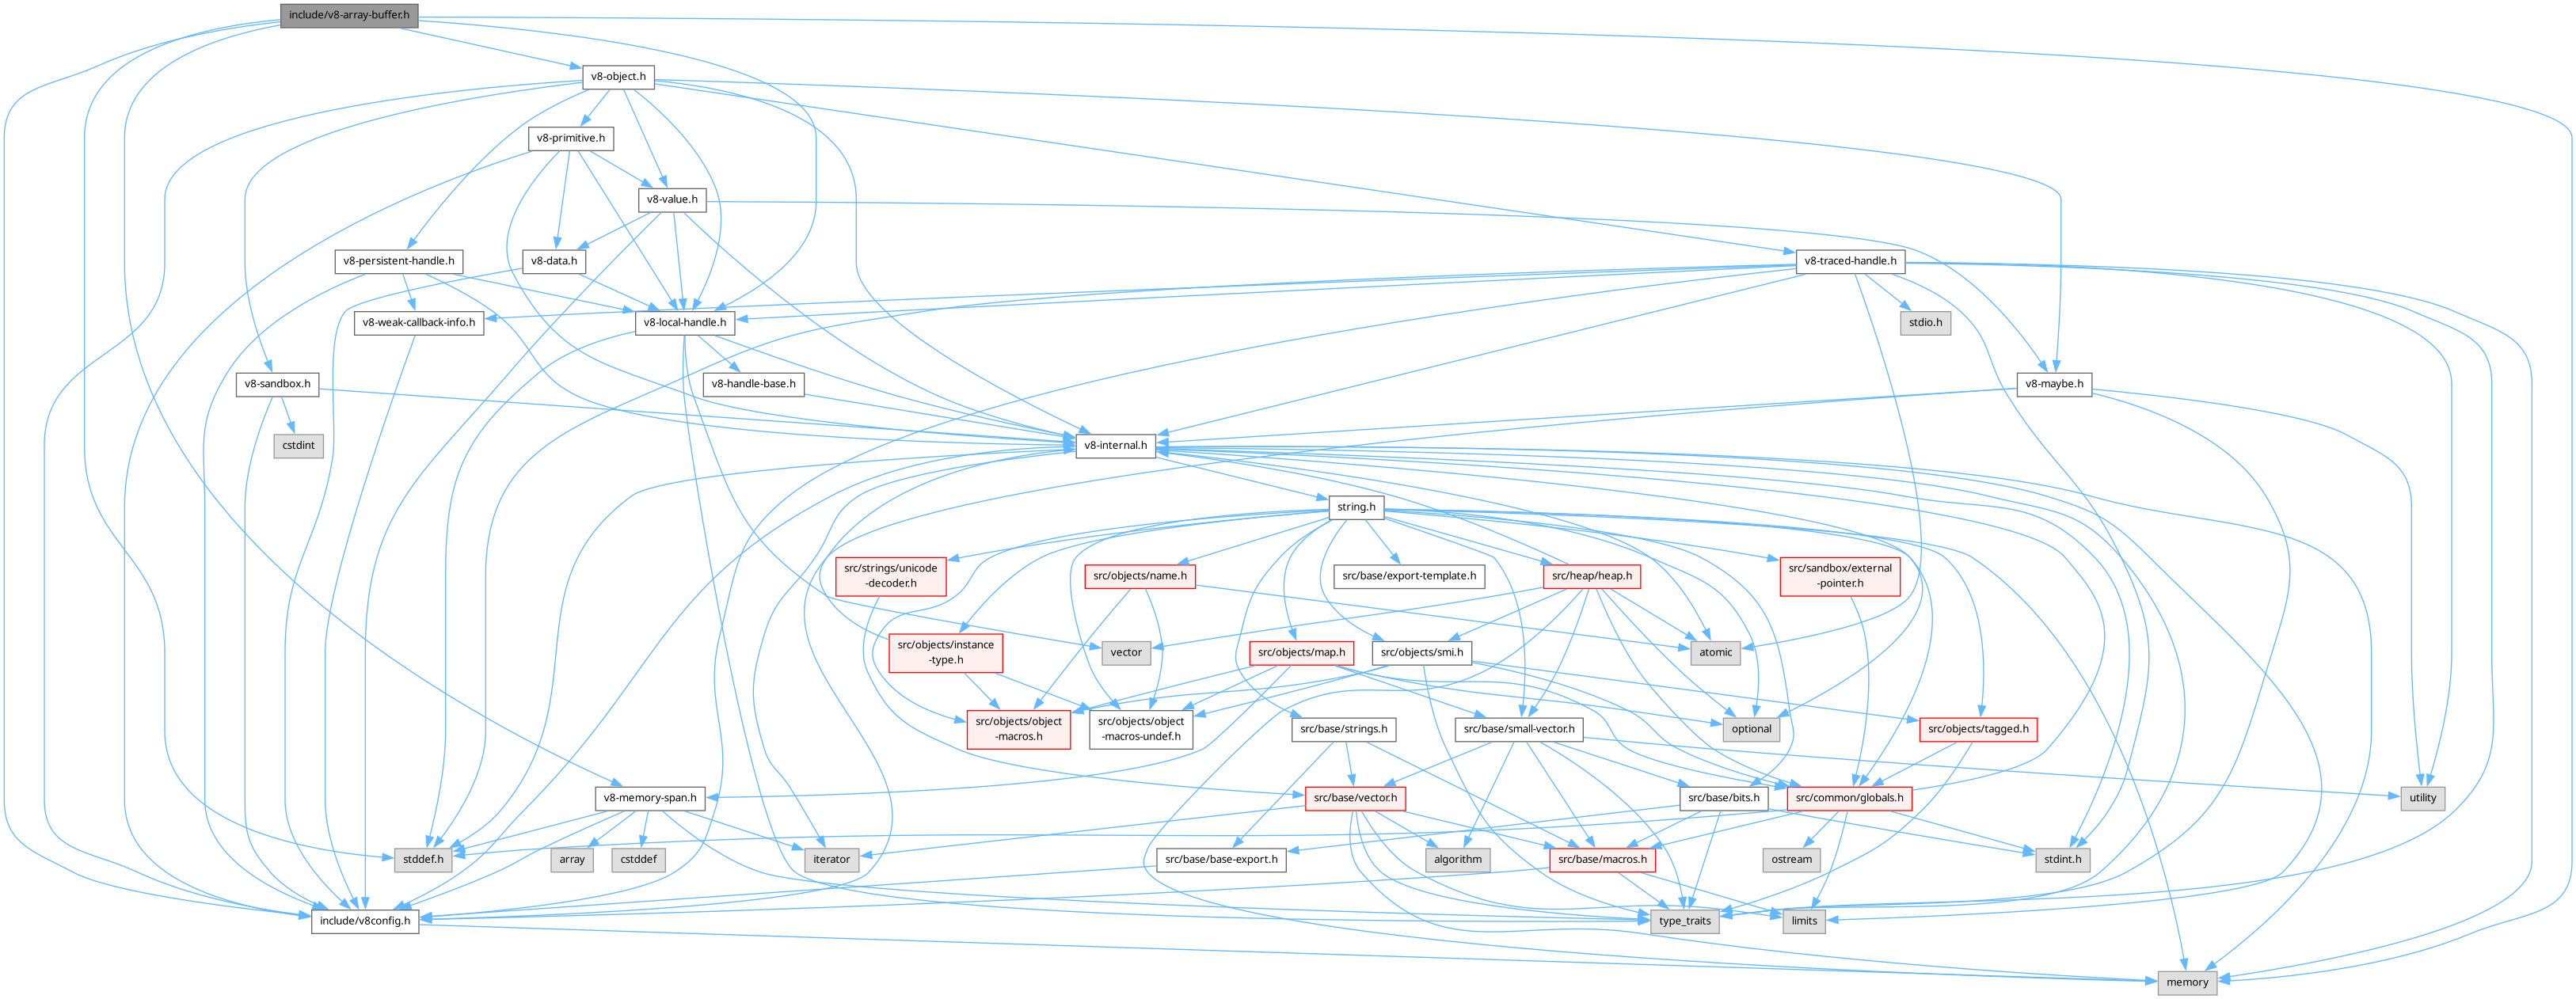 include/v8-array-buffer.h
v8-object.h
v8-primitive.h
v8-value.h
v8-persistent-handle.h
v8-data.h
v8-traced-handle.h
v8-weak-callback-info.h
v8-local-handle.h
stdio.h
v8-sandbox.h
v8-handle-base.h
v8-maybe.h
cstdint
v8-internal.h
string.h
src/strings/unicode
-decoder.h
src/objects/name.h
src/base/export-template.h
src/heap/heap.h
src/sandbox/external
-pointer.h
src/objects/instance
-type.h
vector
src/objects/map.h
src/objects/smi.h
atomic
src/objects/object
-macros.h
src/objects/object
-macros-undef.h
src/base/strings.h
src/base/small-vector.h
optional
src/objects/tagged.h
v8-memory-span.h
src/base/vector.h
src/base/bits.h
src/common/globals.h
utility
stddef.h
array
cstddef
iterator
src/base/base-export.h
algorithm
src/base/macros.h
ostream
stdint.h
include/v8config.h
type_traits
limits
memory